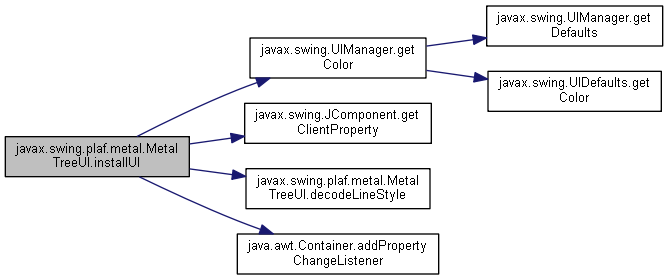 javax.swing.plaf.metal.Metal
TreeUI.installUI
javax.swing.UIManager.get
Color
javax.swing.UIManager.get
Defaults
javax.swing.UIDefaults.get
Color
javax.swing.JComponent.get
ClientProperty
javax.swing.plaf.metal.Metal
TreeUI.decodeLineStyle
java.awt.Container.addProperty
ChangeListener